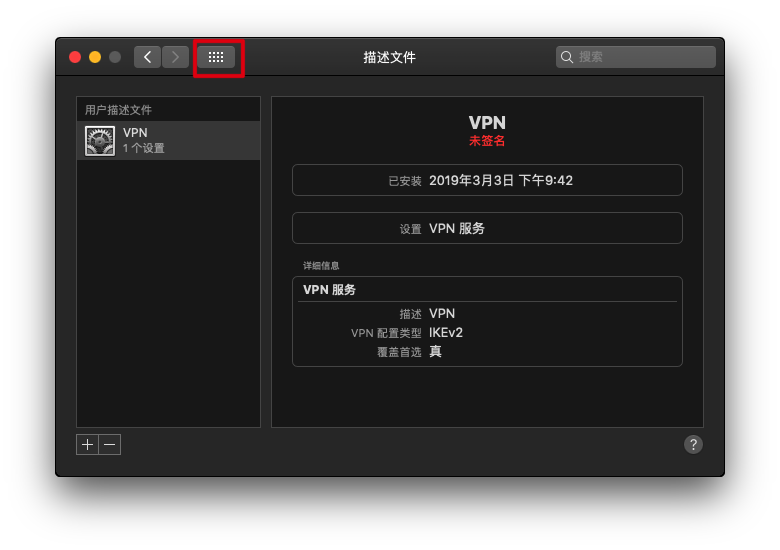 描述文件
搜索
用户描述文件
VPN
1 个设置
VPN
未签名
已安装 2019年3月3日 下午9:42
设置 VPN 服务
详细信息
VPN 服务
描述 VPN
VPN 配置类型 IKEv2
覆盖首选 真
?